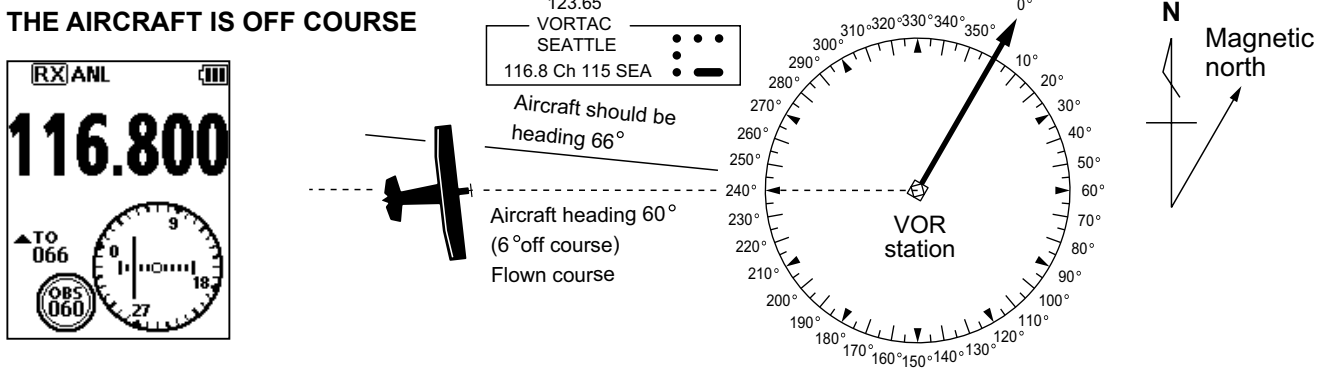 THE AIRCRAFT IS OFF COURSE
RX ANL
116.800
TO
066
OBS
060
0
9
18
27
123.65
VORTAC
SEATTLE
116.8 Ch 115 SEA
Aircraft should be
heading 66°
Aircraft heading 60°
(6°off course)
Flown course
0°
10°
20°
30°
40°
50°
60°
70°
80°
90°
100°
110°
120°
130°
140°
150°
160°
170°
180°
190°
200°
210°
220°
230°
240°
250°
260°
270°
280°
290°
300°
310°
320°
330°
340°
350°
VOR
station
N
Magnetic
north